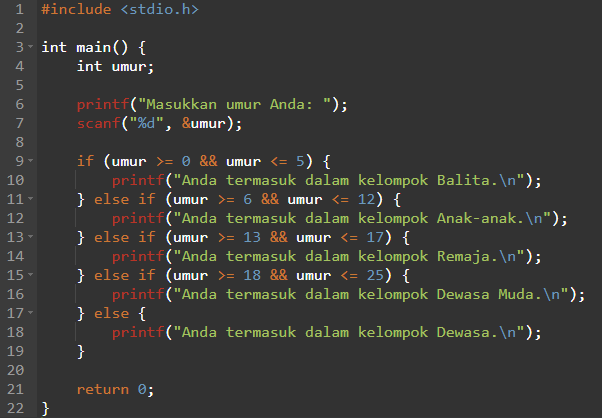 1 #include <stdio.h>
2
3 int main() {
4     int umur;
5
6     printf("Masukkan umur Anda: ");
7     scanf("%d", &umur);
8
9     if (umur >= 0 && umur <= 5) {
10         printf("Anda termasuk dalam kelompok Balita.\n");
11     } else if (umur >= 6 && umur <= 12) {
12         printf("Anda termasuk dalam kelompok Anak-anak.\n");
13     } else if (umur >= 13 && umur <= 17) {
14         printf("Anda termasuk dalam kelompok Remaja.\n");
15     } else if (umur >= 18 && umur <= 25) {
16         printf("Anda termasuk dalam kelompok Dewasa Muda.\n");
17     } else {
18         printf("Anda termasuk dalam kelompok Dewasa.\n");
19     }
20
21     return 0;
22 }